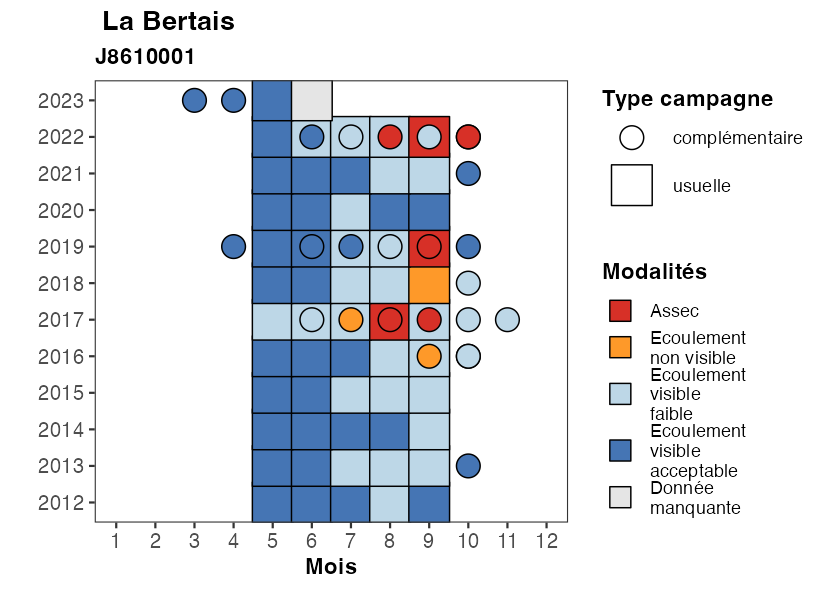 La Bertais
J8610001
2023
2022
2021
2020
2019
2018
2017
2016
2015
2014
2013
2012
1 2 3 4 5 6 7 8 9 10 11 12
Mois
Type campagne
complémentaire
usuelle
Modalités
Assec
Ecoulement
non visible
Ecoulement
visible
faible
Ecoulement
visible
acceptable
Donnée
manquante